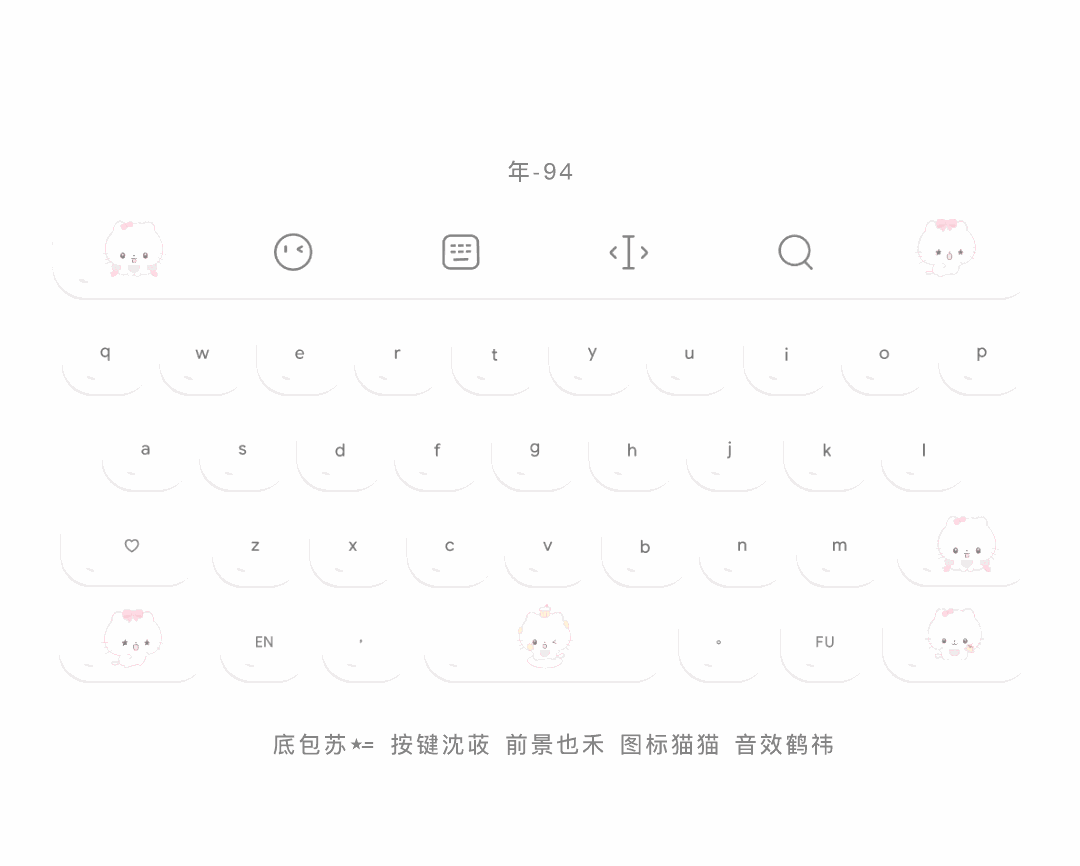 年-94
q w e r t y u i o p
a s d f g h j k l
z x c v b n m
EN ' 。 FU
底包苏★= 按键沈莜 前景也禾 图标猫猫 音效鹤祎